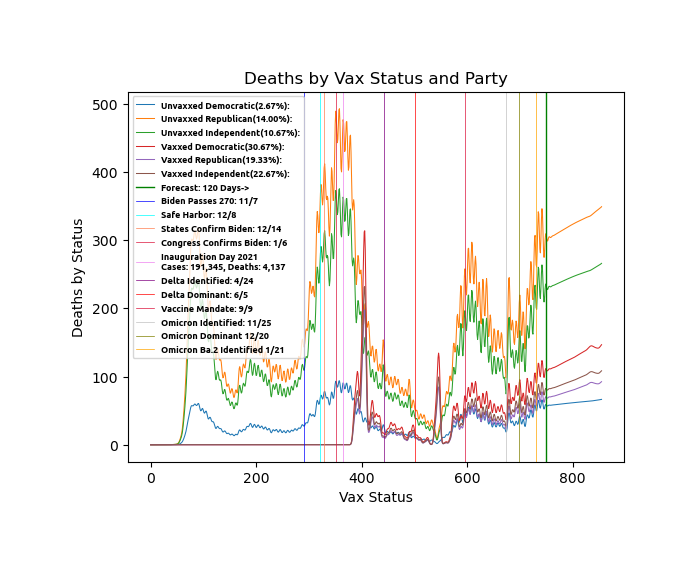 Deaths by Vax Status and Party
Deaths by Status
500
400
300
200
100
0
Unvaxxed Democratic(2.67%):
Unvaxxed Republican(14.00%):
Unvaxxed Independent(10.67%):
Vaxxed Democratic(30.67%):
Vaxxed Republican(19.33%):
Vaxxed Independent(22.67%):
Forecast: 120 Days->
Biden Passes 270: 11/7
Safe Harbor: 12/8
States Confirm Biden: 12/14
Congress Confirms Biden: 1/6
Inauguration Day 2021
Cases: 191,345, Deaths: 4,137
Delta Identified: 4/24
Delta Dominant: 6/5
Vaccine Mandate: 9/9
Omicron Identified: 11/25
Omicron Dominant 12/20
Omicron Ba.2 Identified 1/21
0 200 400 600 800
Vax Status